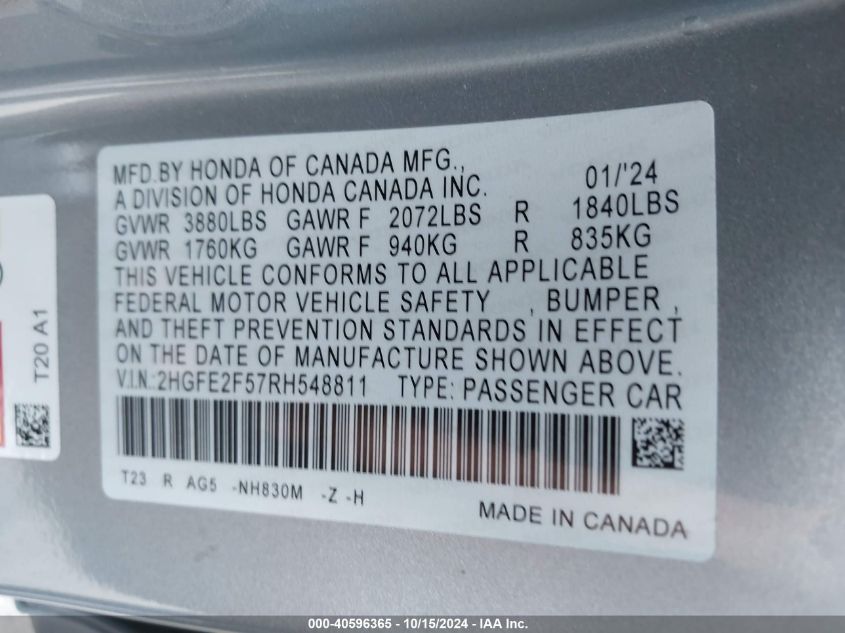 MFD.BY HONDA OF CANADA MFG.,
A DIVISION OF HONDA CANADA INC. 01/'24
GVWR 3880LBS GAWR F 2072LBS R 1840LBS
GVWR 1760KG GAWR F 940KG R 835KG
THIS VEHICLE CONFORMS TO ALL APPLICABLE
FEDERAL MOTOR VEHICLE SAFETY , BUMPER ,
AND THEFT PREVENTION STANDARDS IN EFFECT
ON THE DATE OF MANUFACTURE SHOWN ABOVE.
V.I.N.:2HGFE2F57RH548811 TYPE: PASSENGER CAR
T23 R AG5 -NH830M -Z -H
MADE IN CANADA
T20 A1
000-40596365 - 10/15/2024 - IAA Inc.